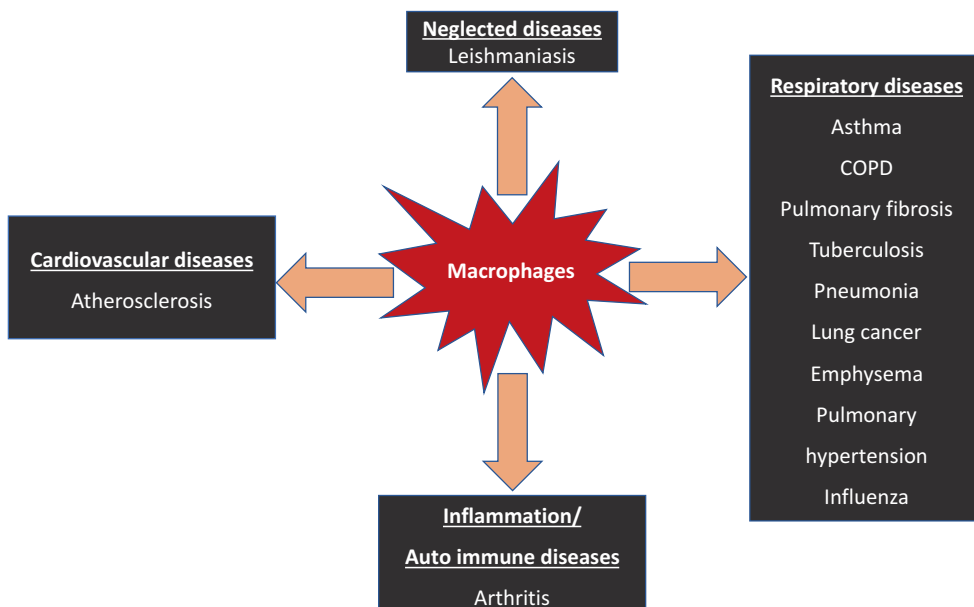 Neglected diseases
Leishmaniasis
Respiratory diseases
Asthma
COPD
Pulmonary fibrosis
Tuberculosis
Pneumonia
Lung cancer
Emphysema
Pulmonary
hypertension
Influenza
Cardiovascular diseases
Atherosclerosis
Macrophages
Inflammation/
Auto immune diseases
Arthritis